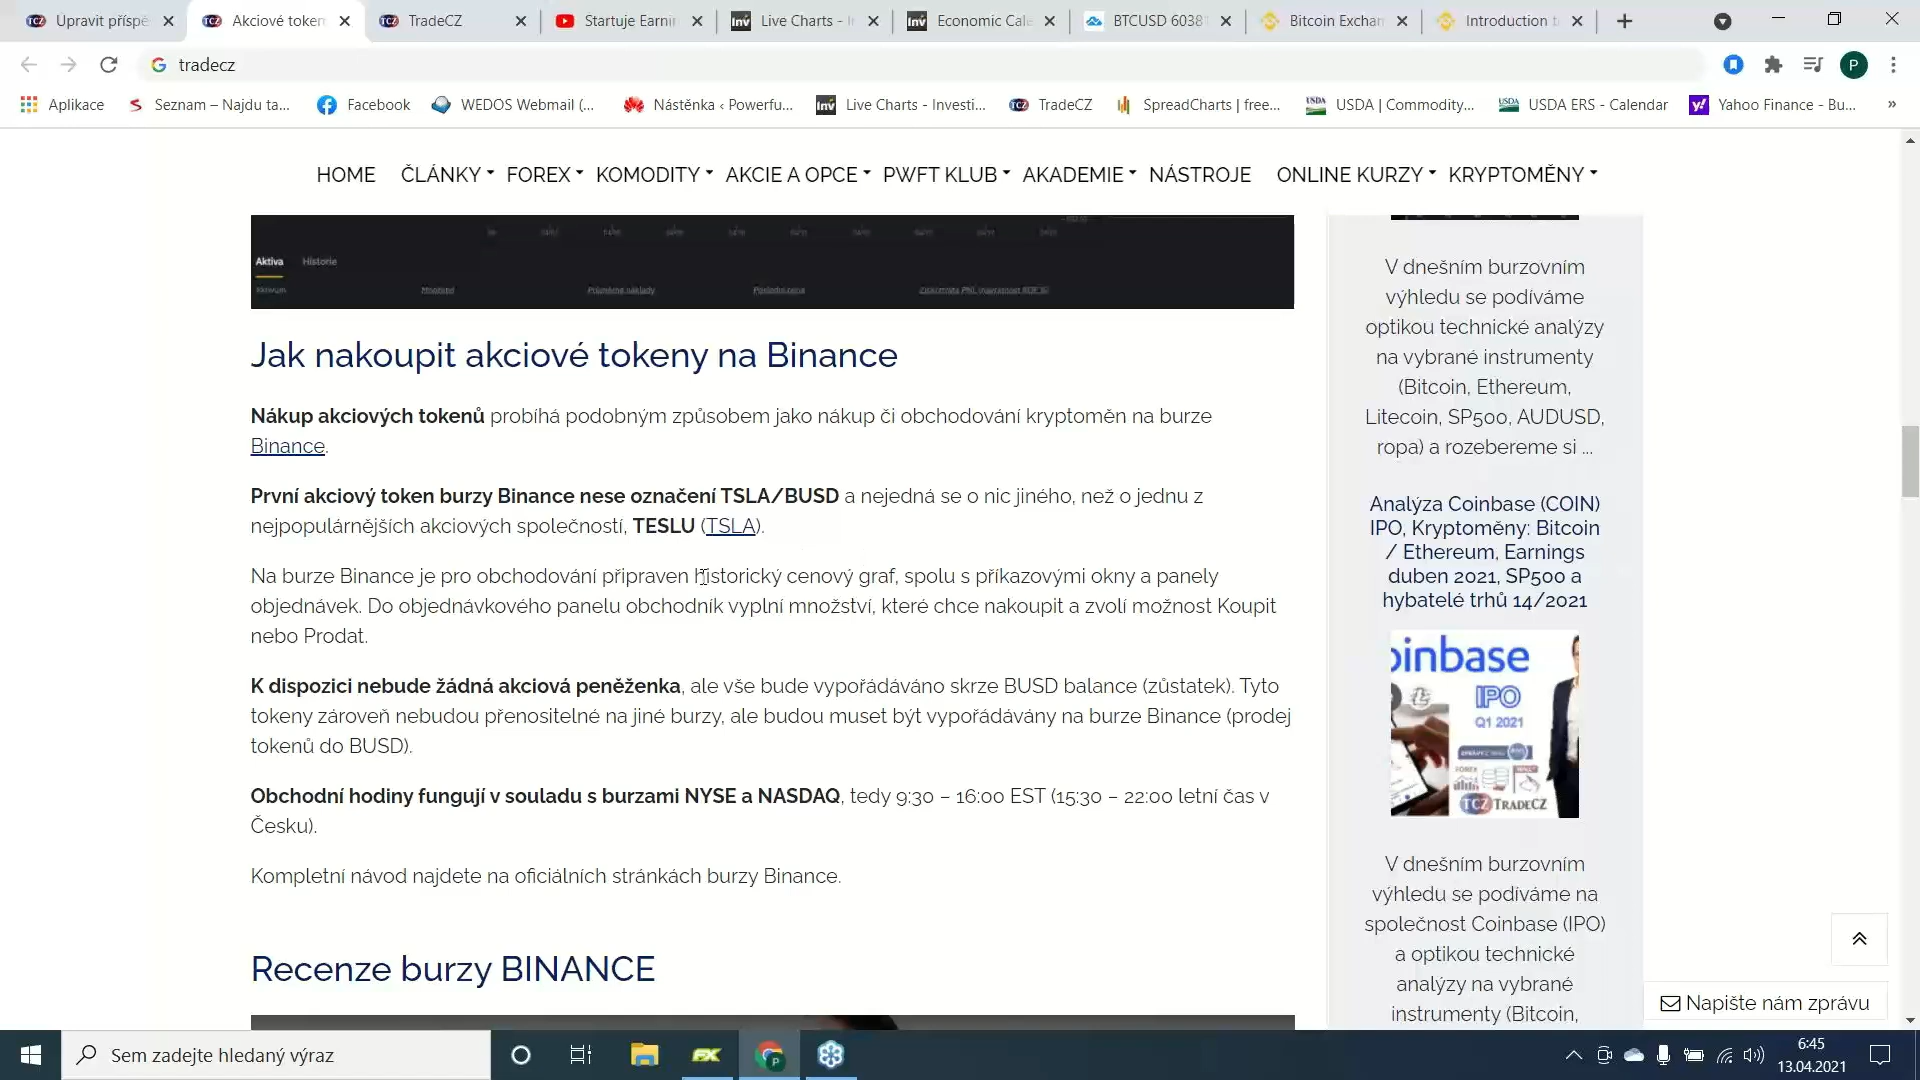 Upravit příspě
Akciové token
TradeCZ
Startuje Earnin
Live Charts - I
Economic Cale
BTCUSD 6038
Bitcoin Exchan
Introduction t
tradecz
P
Aplikace
Seznam – Najdu ta...
Facebook
WEDOS Webmail (...
Nástěnka ‹ Powerfu...
Live Charts - Investi...
TradeCZ
SpreadCharts | free...
USDA | Commodity...
USDA ERS - Calendar
Yahoo Finance - Bu...
»
HOME ČLÁNKY FOREX KOMODITY AKCIE A OPCE PWFT KLUB AKADEMIE NÁSTROJE ONLINE KURZY KRYPTOMĚNY
Aktiva Historie
Jak nakoupit akciové tokeny na Binance
Nákup akciových tokenů probíhá podobným způsobem jako nákup či obchodování kryptoměn na burze
Binance.
První akciový token burzy Binance nese označení TSLA/BUSD a nejedná se o nic jiného, než o jednu z
nejpopulárnějších akciových společností, TESLU (TSLA).
Na burze Binance je pro obchodování připraven historický cenový graf, spolu s příkazovými okny a panely
objednávek. Do objednávkového panelu obchodník vyplní množství, které chce nakoupit a zvolí možnost Koupit
nebo Prodat.
K dispozici nebude žádná akciová peněženka, ale vše bude vypořádáváno skrze BUSD balance (zůstatek). Tyto
tokeny zároveň nebudou přenositelné na jiné burzy, ale budou muset být vypořádávány na burze Binance (prodej
tokenů do BUSD).
Obchodní hodiny fungují v souladu s burzami NYSE a NASDAQ, tedy 9:30 – 16:00 EST (15:30 – 22:00 letní čas v
Česku).
Kompletní návod najdete na oficiálních stránkách burzy Binance.
Recenze burzy BINANCE
V dnešním burzovním
výhledu se podíváme
optikou technické analýzy
na vybrané instrumenty
(Bitcoin, Ethereum,
Litecoin, SP500, AUDUSD,
ropa) a rozebereme si ...
Analýza Coinbase (COIN)
IPO, Kryptoměny: Bitcoin
/ Ethereum, Earnings
duben 2021, SP500 a
hybatelé trhů 14/2021
oinbase
IPO
Q1 2021
TCZ TRADECZ
V dnešním burzovním
výhledu se podíváme na
společnost Coinbase (IPO)
a optikou technické
analýzy na vybrané
instrumenty (Bitcoin,
Napište nám zprávu
Sem zadejte hledaný výraz
6:45
13.04.2021